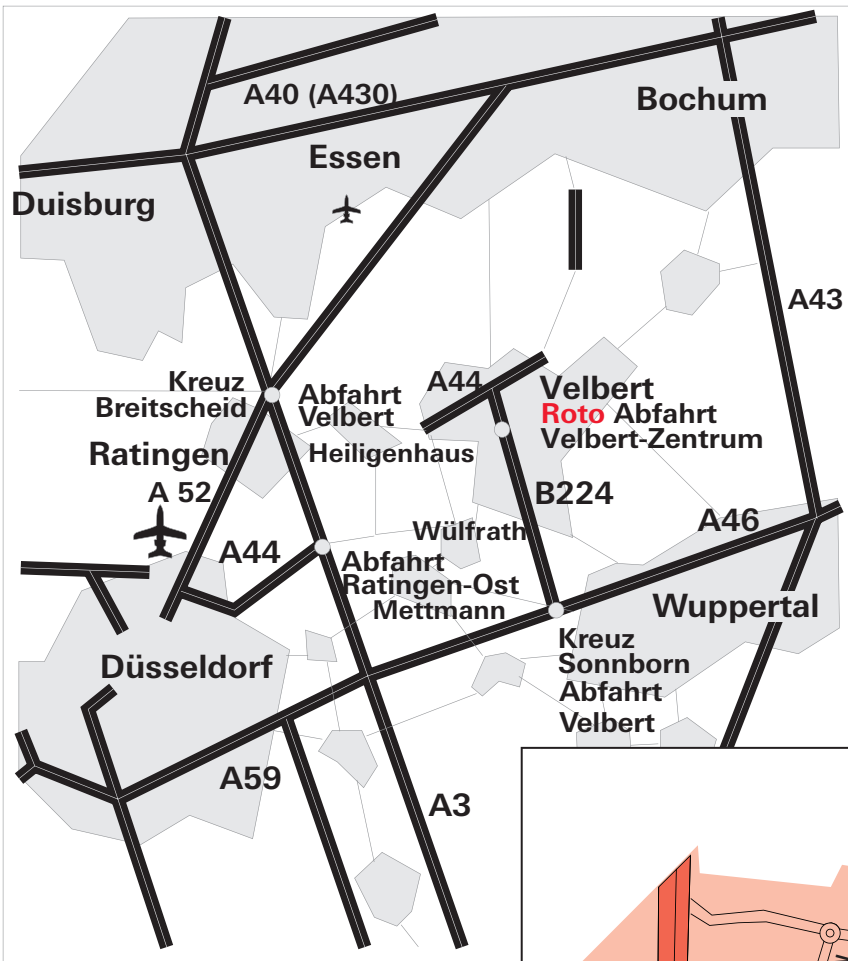 A40 (A430)
Bochum
Essen
Duisburg
A43
Kreuz
Breitscheid
Abfahrt
Velbert
A44
Velbert
Roto Abfahrt
Velbert-Zentrum
Heiligenhaus
Ratingen
A 52
B224
A46
Wülfrath
A44
Abfahrt
Ratingen-Ost
Mettmann
Wuppertal
Kreuz
Sonnborn
Abfahrt
Velbert
Düsseldorf
A59
A3